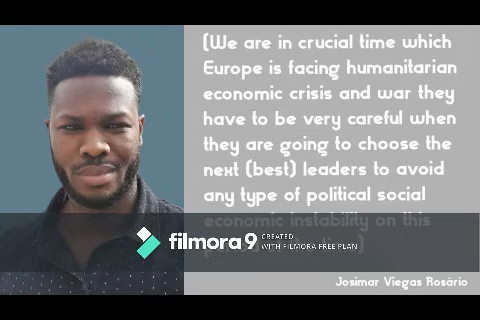 (We are in crucial time which
Europe is facing humanitarian
economic crisis and war they
have to be very careful when
they are going to choose the
next (best) leaders to avoid
any type of political social
economic instability on this
filmora 9
CREATED
WITH FILMORA FREE PLAN
Josimar Viegas Rosário